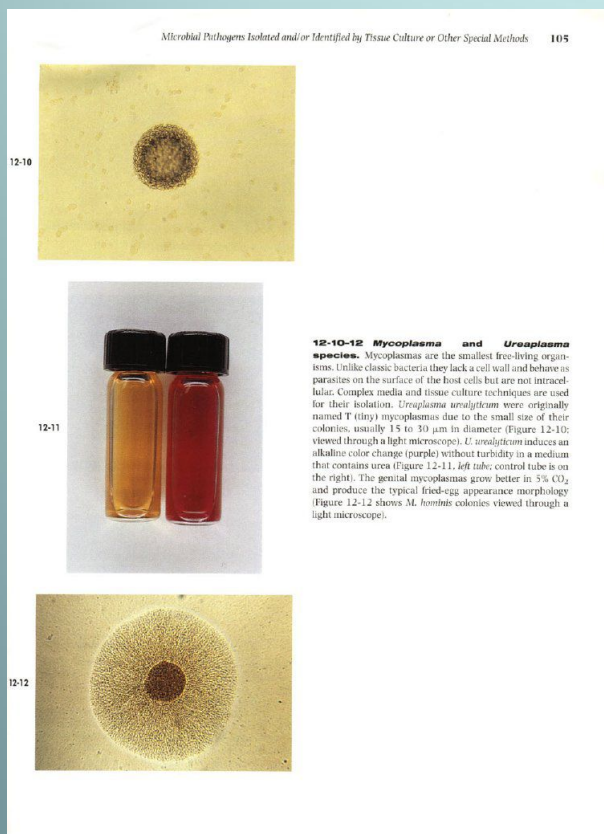 Microbial Pathogens Isolated and/or Identified by Tissue Culture or Other Special Methods 105
12-10
12-11
12-10-12 Mycoplasma and Ureaplasma
species. Mycoplasmas are the smallest free-living organ-
isms. Unlike classic bacteria they lack a cell wall and behave as
parasites on the surface of the host cells but are not intracel-
lular. Complex media and tissue culture techniques are used
for their isolation. Ureaplasma urealyticum were originally
named T (tiny) mycoplasmas due to the small size of their
colonies, usually 15 to 30 μm in diameter (Figure 12-10;
viewed through a light microscope). U. urealyticum induces an
alkaline color change (purple) without turbidity in a medium
that contains urea (Figure 12-11, left tube; control tube is on
the right). The genital mycoplasmas grow better in 5% CO₂
and produce the typical fried-egg appearance morphology
(Figure 12-12 shows M. hominis colonies viewed through a
light microscope).
12-12